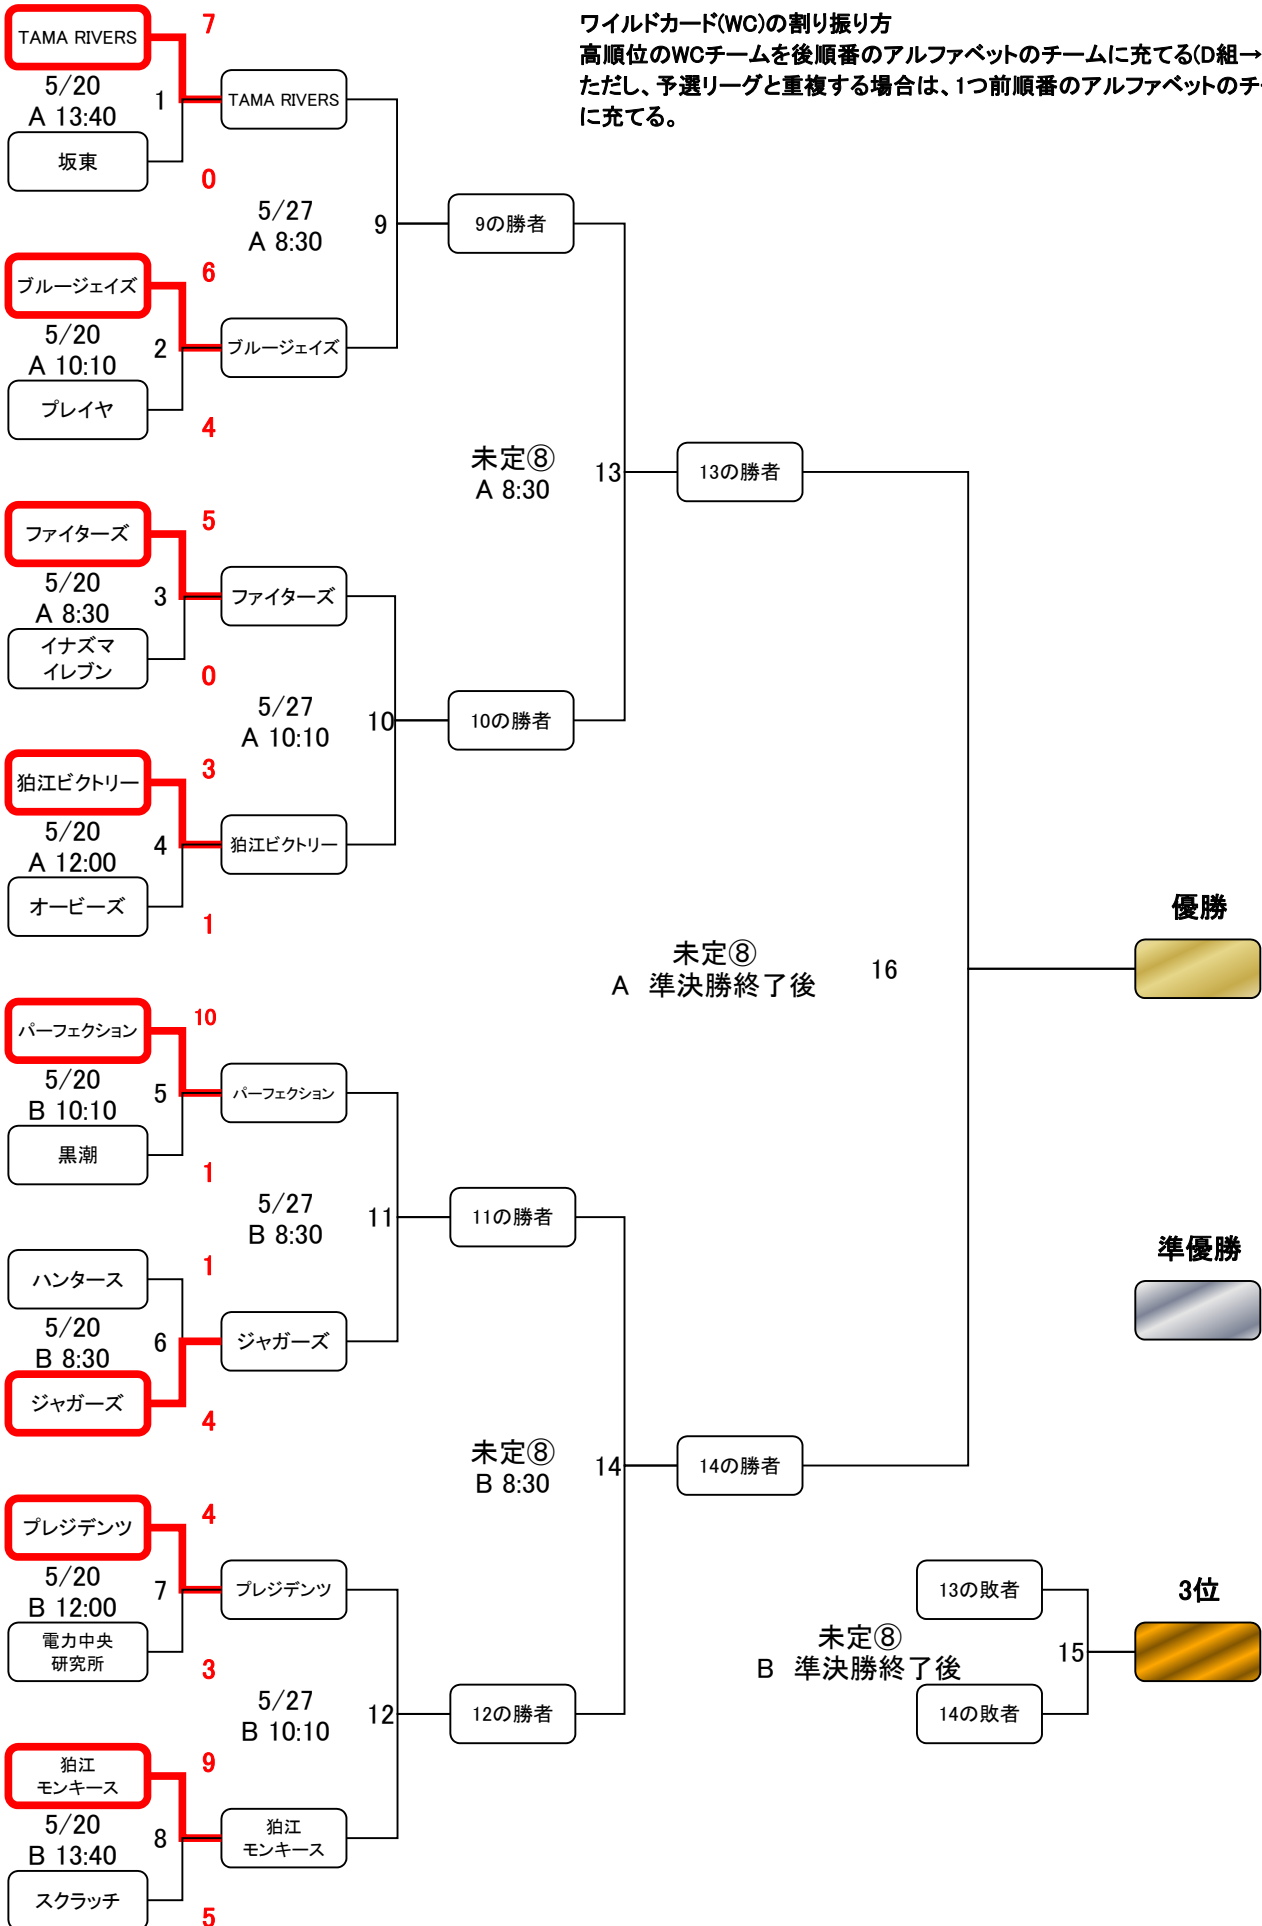 ワイルドカード(WC)の割り振り方
高順位のWCチームを後順番のアルファベットのチームに充てる(D組→
ただし、予選リーグと重複する場合は、1つ前順番のアルファベットのチ
に充てる。
TAMA RIVERS
7
5/20
A 13:40
1
TAMA RIVERS
坂東
0
5/27
A 8:30
9
9の勝者
ブルージェイズ
6
5/20
A 10:10
2
ブルージェイズ
プレイヤ
4
未定⑧
A 8:30
13
13の勝者
ファイターズ
5
5/20
A 8:30
3
ファイターズ
イナズマ
イレブン
0
5/27
A 10:10
10
10の勝者
狛江ビクトリー
3
5/20
A 12:00
4
狛江ビクトリー
オービーズ
1
未定⑧
A 準決勝終了後
16
優勝
パーフェクション
10
5/20
B 10:10
5
パーフェクション
黒潮
1
5/27
B 8:30
11
11の勝者
準優勝
ハンタース
1
5/20
B 8:30
6
ジャガーズ
ジャガーズ
4
未定⑧
B 8:30
14
14の勝者
プレジデンツ
4
5/20
B 12:00
7
プレジデンツ
電力中央
研究所
3
13の敗者
3位
未定⑧
B 準決勝終了後
15
14の敗者
5/27
B 10:10
12
12の勝者
狛江
モンキース
9
5/20
B 13:40
8
狛江
モンキース
スクラッチ
5